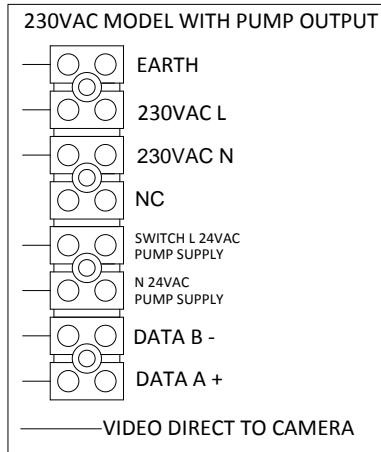 230VAC MODEL WITH PUMP OUTPUT
EARTH
230VAC L
230VAC N
NC
SWITCH L 24VAC
PUMP SUPPLY
N 24VAC
PUMP SUPPLY
DATA B -
DATA A +
VIDEO DIRECT TO CAMERA